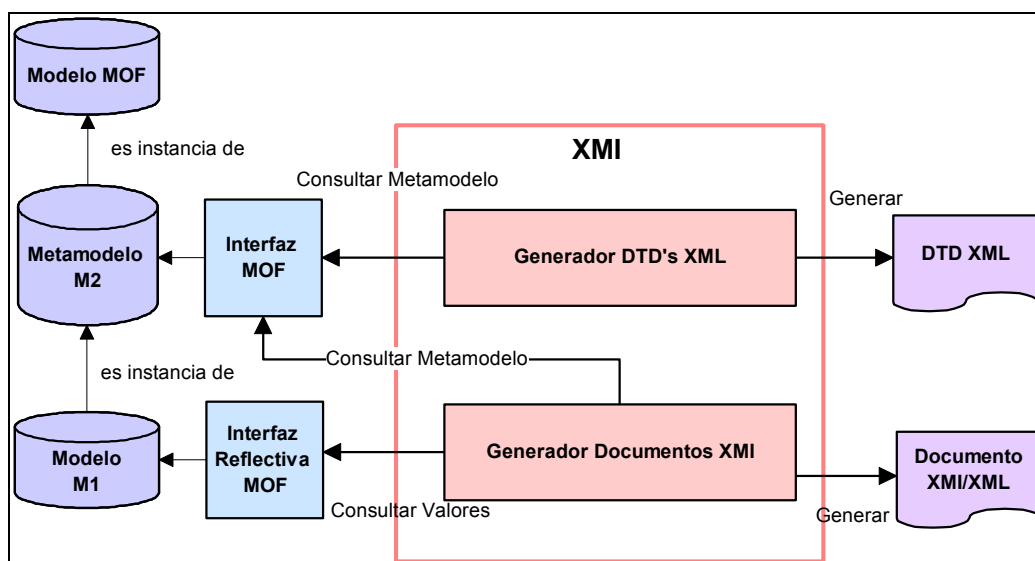 Modelo MOF
es instancia de
XMI
Consultar Metamodelo
Generar
Metamodelo
M2
Interfaz
MOF
Generador DTD's XML
DTD XML
Consultar Metamodelo
es instancia de
Modelo
M1
Interfaz
Reflectiva
MOF
Generador Documentos XMI
Documento
XMI/XML
Consultar Valores
Generar